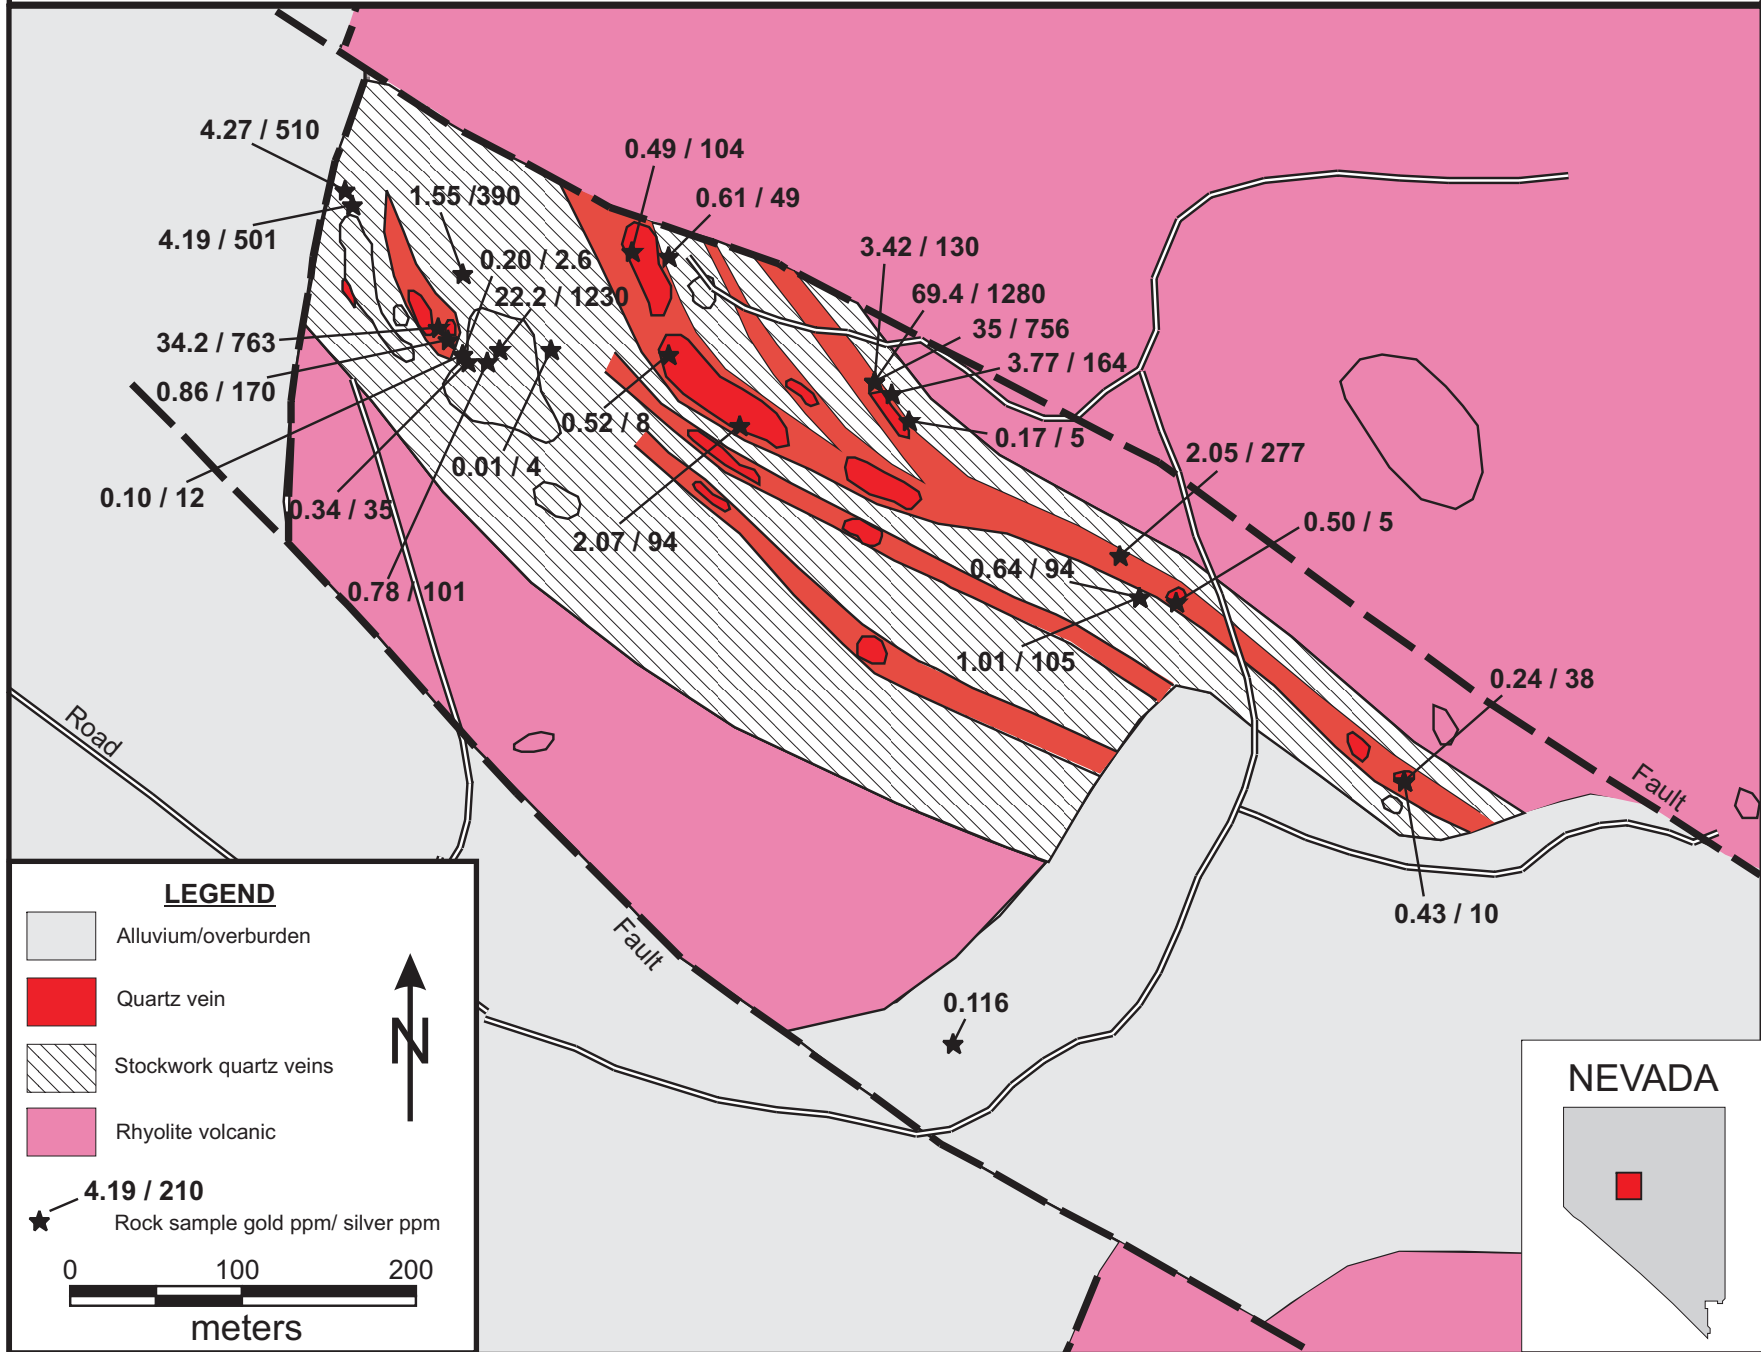 4.27 / 510
0.49 / 104
1.55 /390
0.61 / 49
4.19 / 501
3.42 / 130
0.20 / 2.6
22.2 / 1230
69.4 / 1280
34.2 / 763
35 / 756
3.77 / 164
0.86 / 170
0.52 / 8
0.17 / 5
0.01 / 4
2.05 / 277
0.10 / 12
0.34 / 35
0.50 / 5
2.07 / 94
0.64 / 94
0.78 / 101
1.01 / 105
0.24 / 38
Road
Fault
0.43 / 10
Fault
0.116
LEGEND
Alluvium/overburden
Quartz vein
N
Stockwork quartz veins
Rhyolite volcanic
4.19 / 210
Rock sample gold ppm/ silver ppm
0 100 200
meters
NEVADA